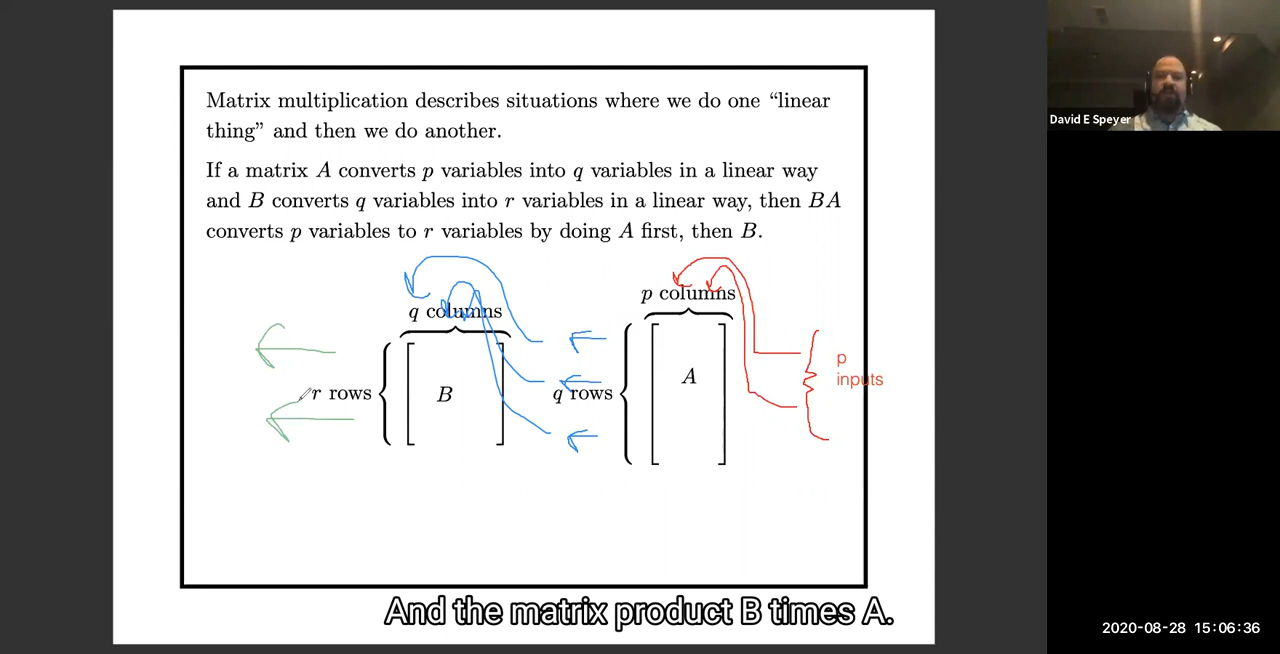 Matrix multiplication describes situations where we do one “linear
thing” and then we do another.
If a matrix A converts p variables into q variables in a linear way
and B converts q variables into r variables in a linear way, then BA
converts p variables to r variables by doing A first, then B.
q columns
p columns
r rows
B
q rows
A
p
inputs
And the matrix product B times A.
David E Speyer
2020-08-28 15:06:36